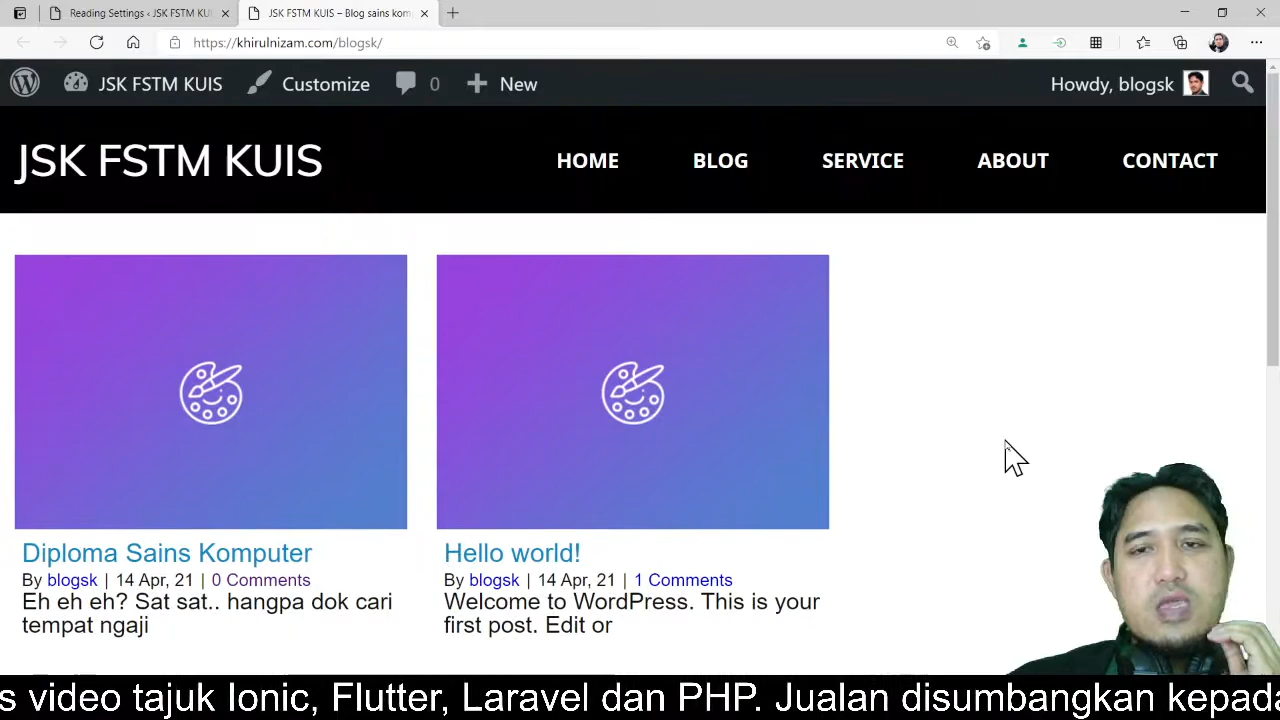 Reading Settings ‹ JSK FSTM KU
JSK FSTM KUIS – Blog sains kom
https://khirulnizam.com/blogsk/
JSK FSTM KUIS
Customize
0
New
Howdy, blogsk
JSK FSTM KUIS
HOME
BLOG
SERVICE
ABOUT
CONTACT
Diploma Sains Komputer
By blogsk | 14 Apr, 21 | 0 Comments
Eh eh eh? Sat sat.. hangpa dok cari
tempat ngaji
Hello world!
By blogsk | 14 Apr, 21 | 1 Comments
Welcome to WordPress. This is your
first post. Edit or
s video tajuk Ionic, Flutter, Laravel dan PHP. Jualan disumbangkan kepada